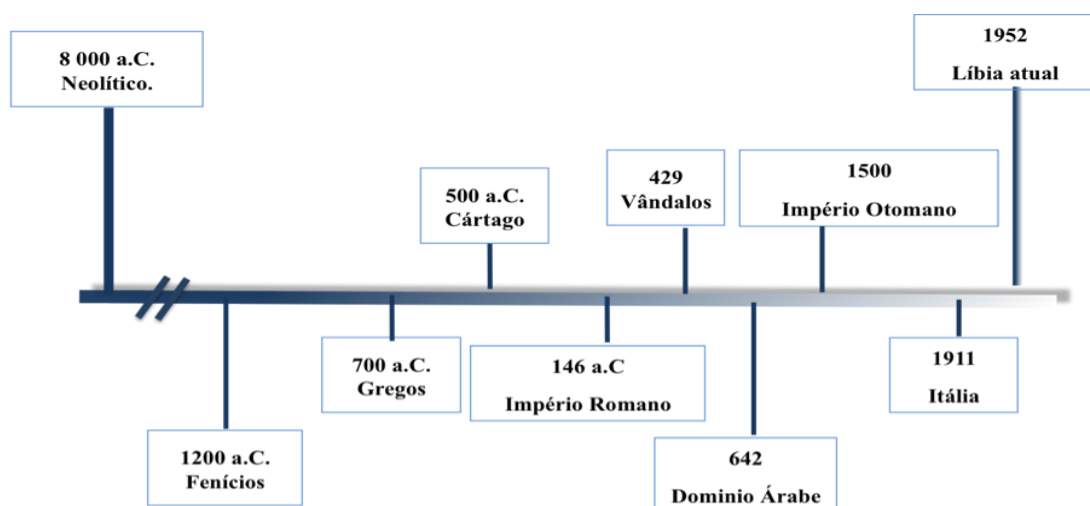 8 000 a.C.
Neolítico.
1200 a.C.
Fenícios
700 a.C.
Gregos
500 a.C.
Cártago
146 a.C
Império Romano
429
Vândalos
642
Dominio Árabe
1500
Império Otomano
1911
Itália
1952
Líbia atual